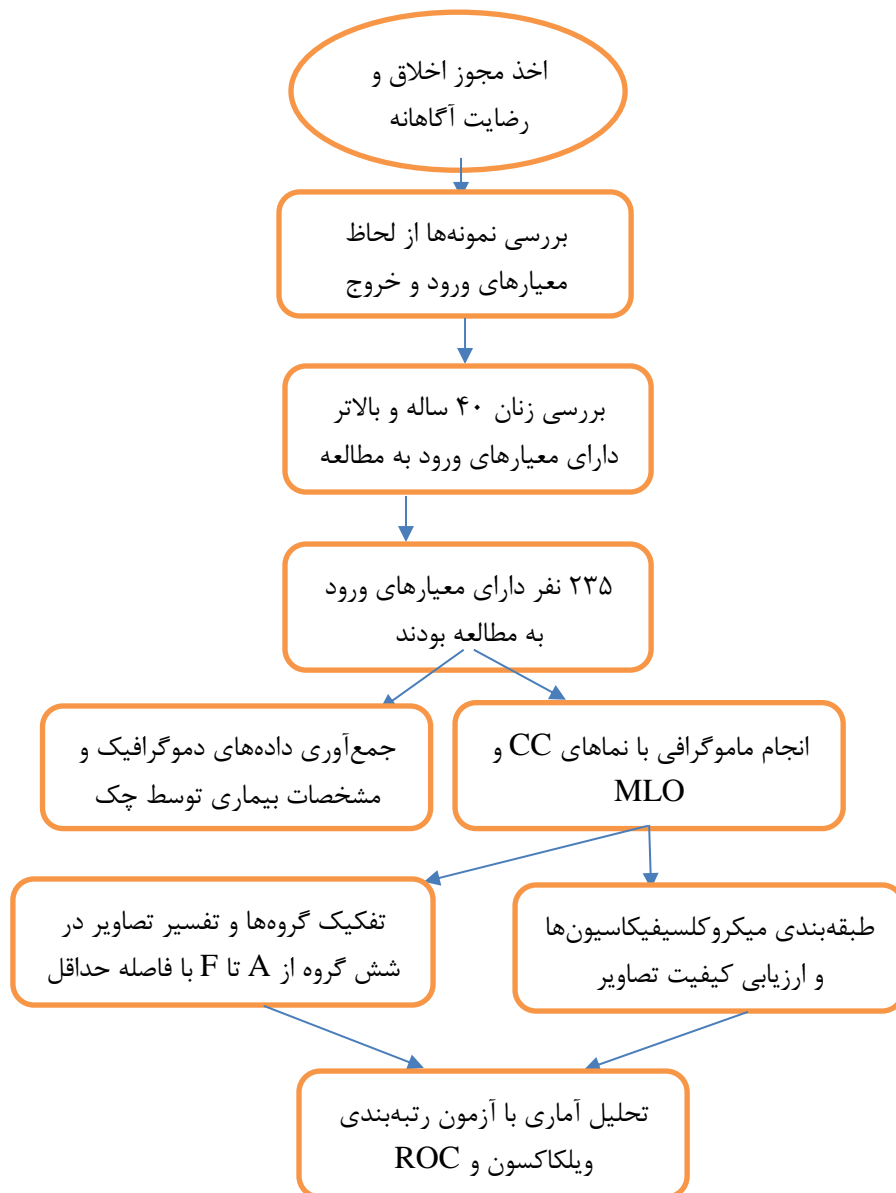 اخذ مجوز اخلاق و
رضایت آگاهانه
بررسی نمونه‌ها از لحاظ
معیارهای ورود و خروج
بررسی زنان ۴۰ ساله و بالاتر
دارای معیارهای ورود به مطالعه
۲۳۵ نفر دارای معیارهای ورود
به مطالعه بودند
انجام ماموگرافی با نماهای CC و
MLO
جمع‌آوری داده‌های دموگرافیک و
مشخصات بیماری توسط چک
طبقه‌بندی میکروکلسیفیکاسیون‌ها
و ارزیابی کیفیت تصاویر
تفکیک گروه‌ها و تفسیر تصاویر در
شش گروه از A تا F با فاصله حداقل
تحلیل آماری با آزمون رتبه‌بندی
ویلکاکسون و ROC